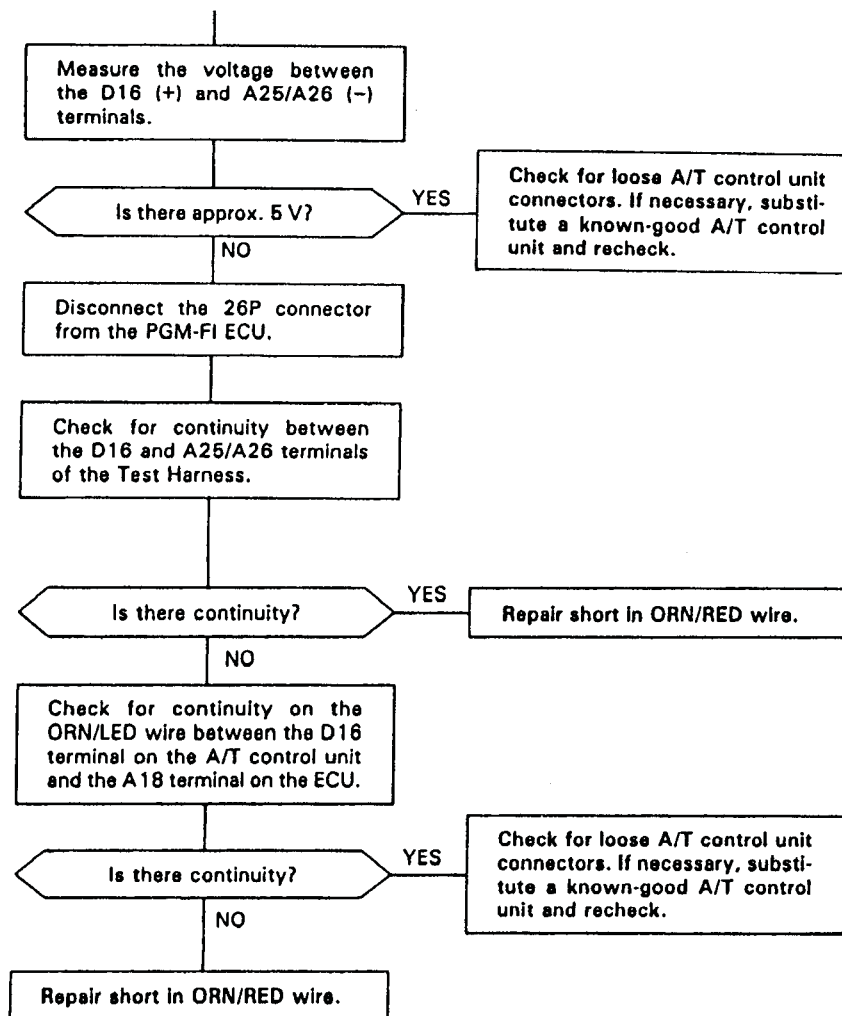 Measure the voltage between
the D16 (+) and A25/A26 (–)
terminals.
Is there approx. 5 V?
YES
Check for loose A/T control unit
connectors. If necessary, substi-
tute a known-good A/T control
unit and recheck.
NO
Disconnect the 26P connector
from the PGM-FI ECU.
Check for continuity between
the D16 and A25/A26 terminals
of the Test Harness.
Is there continuity?
YES
Repair short in ORN/RED wire.
NO
Check for continuity on the
ORN/LED wire between the D16
terminal on the A/T control unit
and the A18 terminal on the ECU.
Is there continuity?
YES
Check for loose A/T control unit
connectors. If necessary, substi-
tute a known-good A/T control
unit and recheck.
NO
Repair short in ORN/RED wire.